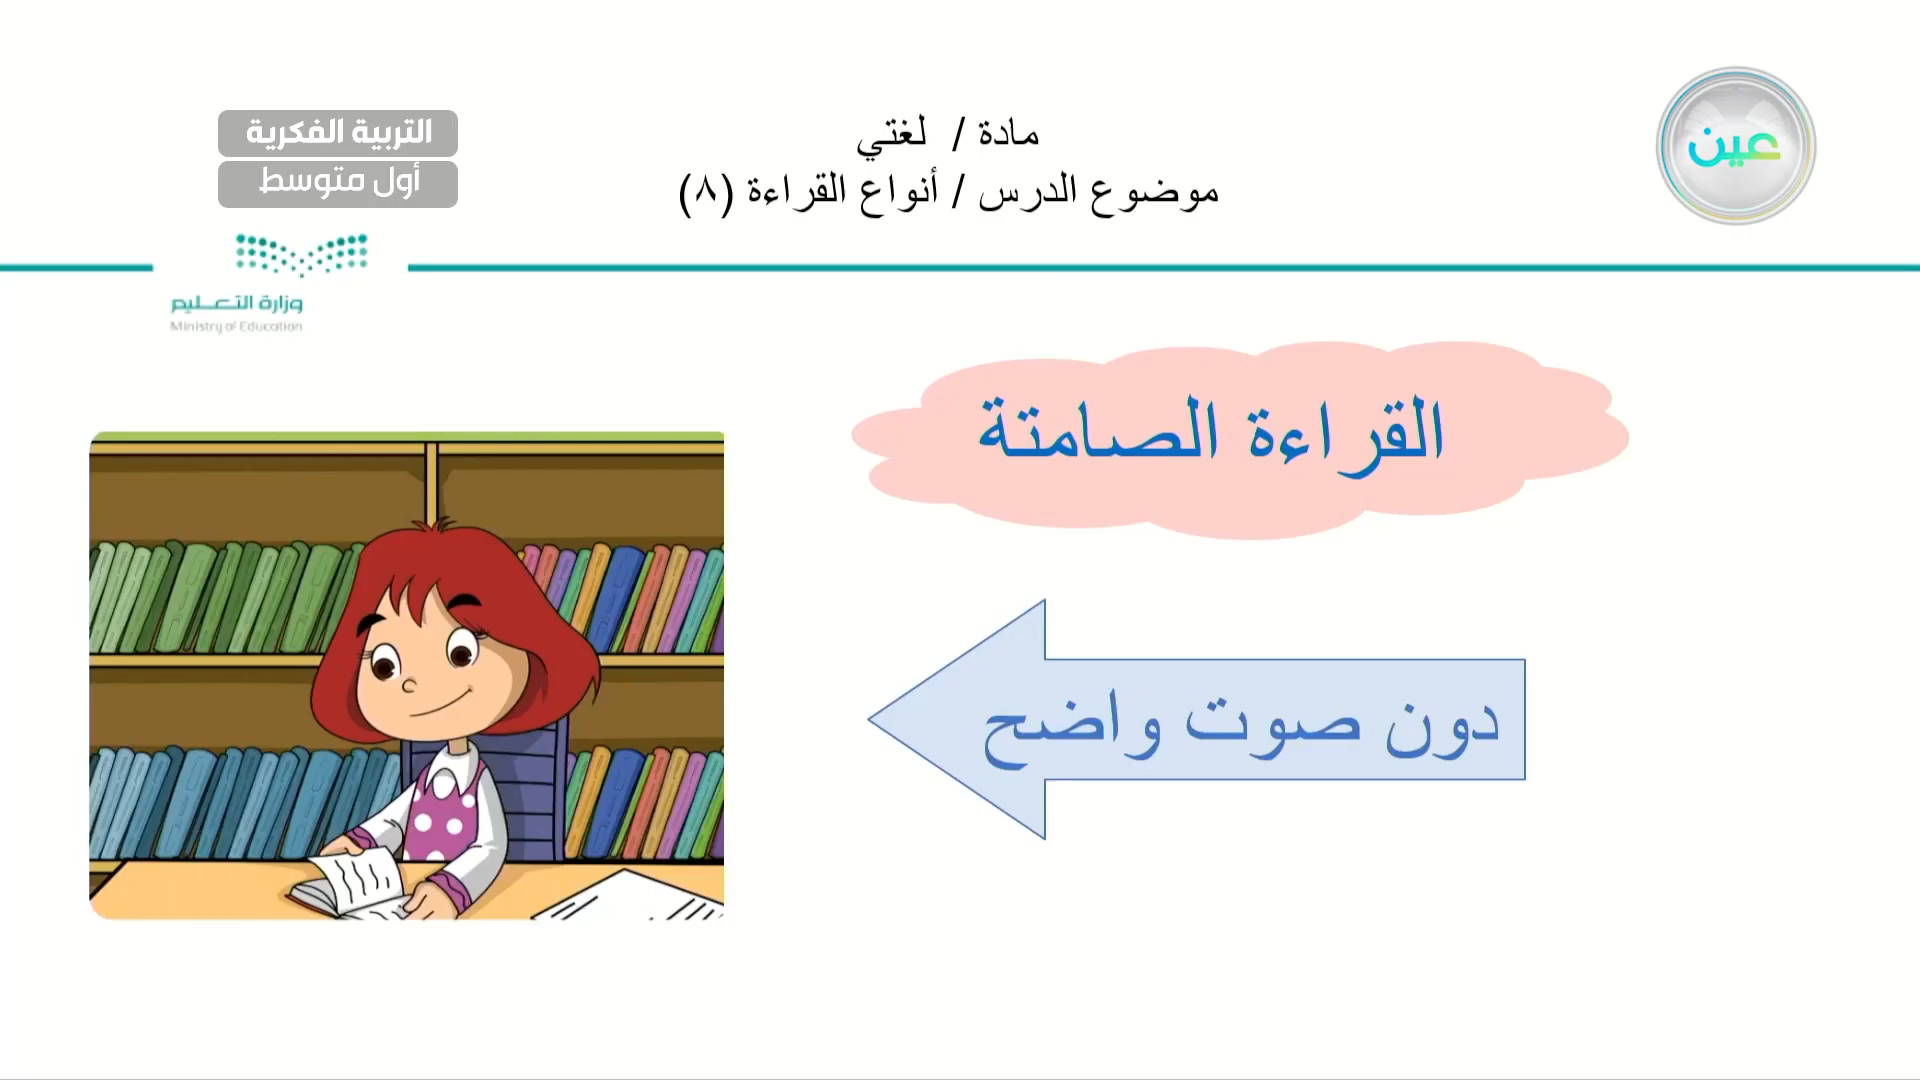 عين
مادة / لغتي
موضوع الدرس / أنواع القراءة (٨)
التربية الفكرية
أول متوسط
وزارة التعليم
Ministry of Education
القراءة الصامتة
دون صوت واضح